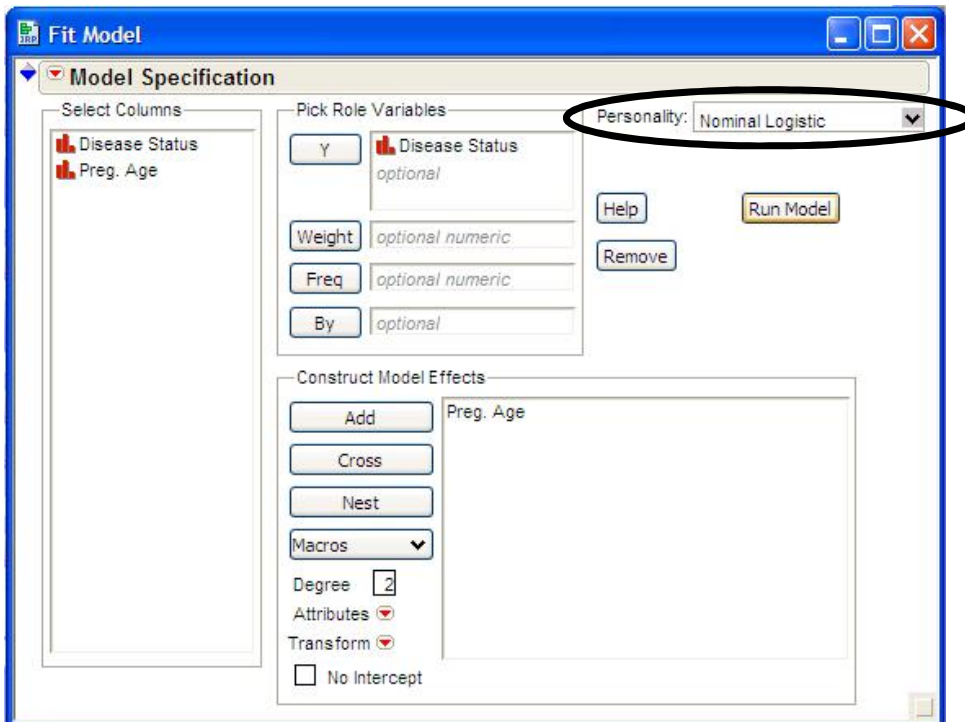 Fit Model
Model Specification
Select Columns
Disease Status
Preg. Age
Pick Role Variables
Y
Disease Status
optional
Weight
optional numeric
Freq
optional numeric
By
optional
Personality:
Nominal Logistic
Help
Run Model
Remove
Construct Model Effects
Add
Preg. Age
Cross
Nest
Macros
Degree 2
Attributes
Transform
No Intercept